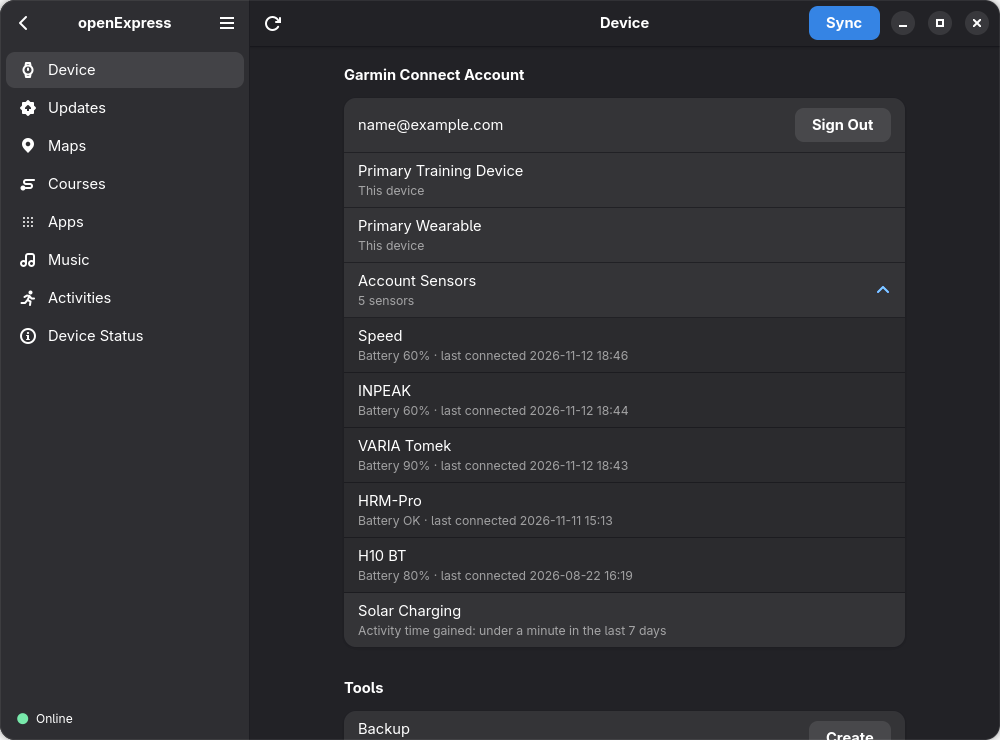 openExpress
Device
Updates
Maps
Courses
Apps
Music
Activities
Device Status
Online
Device
Sync
Garmin Connect Account
name@example.com
Sign Out
Primary Training Device
This device
Primary Wearable
This device
Account Sensors
5 sensors
Speed
Battery 60% · last connected 2026-11-12 18:46
INPEAK
Battery 60% · last connected 2026-11-12 18:44
VARIA Tomek
Battery 90% · last connected 2026-11-12 18:43
HRM-Pro
Battery OK · last connected 2026-11-11 15:13
H10 BT
Battery 80% · last connected 2026-08-22 16:19
Solar Charging
Activity time gained: under a minute in the last 7 days
Tools
Backup
Create